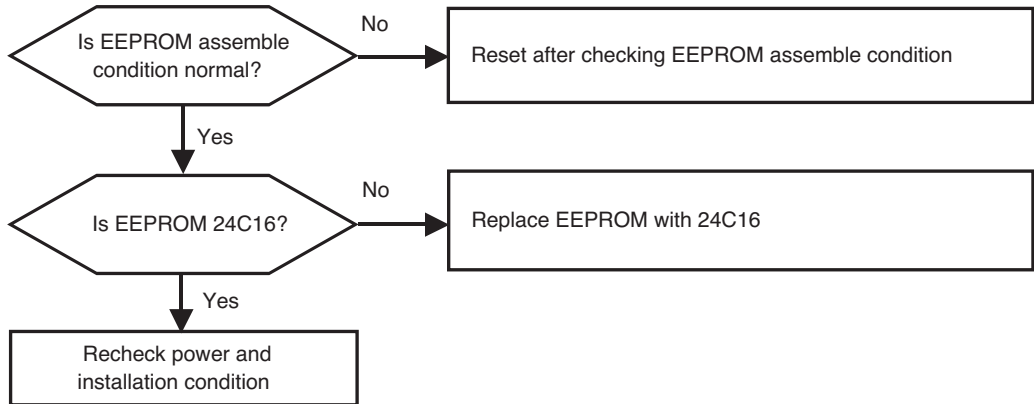 Is EEPROM assemble
condition normal?
No
Reset after checking EEPROM assemble condition
Yes
Is EEPROM 24C16?
No
Replace EEPROM with 24C16
Yes
Recheck power and
installation condition